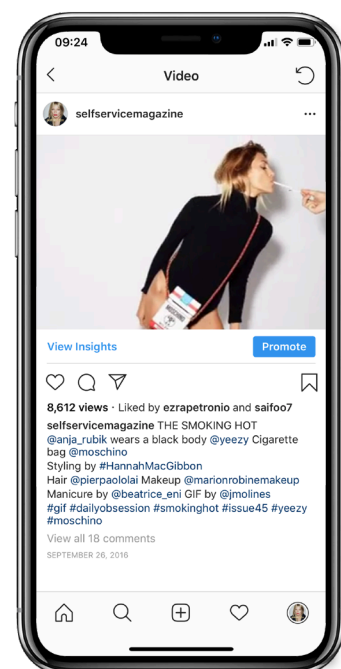 09:24
Video
selfservicemagazine
MOSCHINO
View Insights
Promote
8,612 views · Liked by ezrapetronio and saifoo7
selfservicemagazine THE SMOKING HOT
@anja_rubik wears a black body @yeezy Cigarette
bag @moschino
Styling by #HannahMacGibbon
Hair @pierpaololai Makeup @marionrobinemakeup
Manicure by @beatrice_eni GIF by @jmolines
#gif #dailyobsession #smokinghot #issue45 #yeezy
#moschino
View all 18 comments
SEPTEMBER 26, 2016